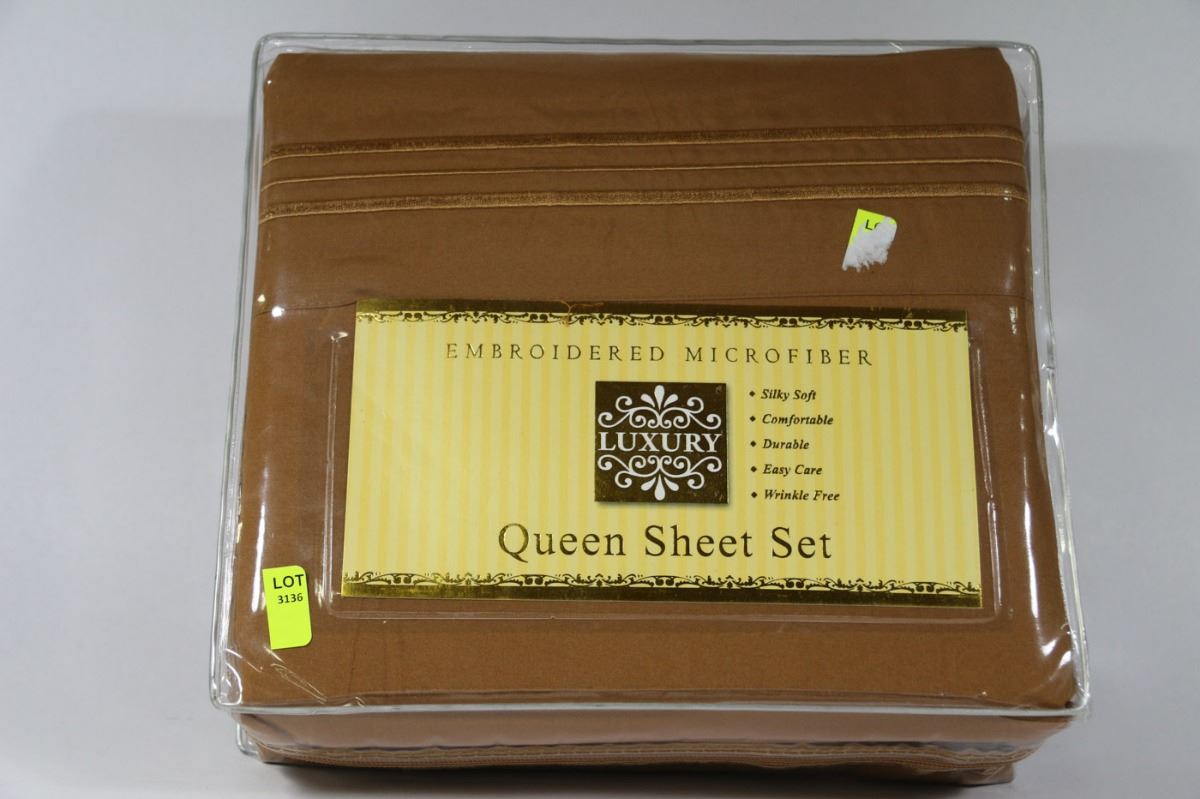 EMBROIDERED MICROFIBER
LUXURY
• Silky Soft
• Comfortable
• Durable
• Easy Care
• Wrinkle Free
Queen Sheet Set
LOT
3136